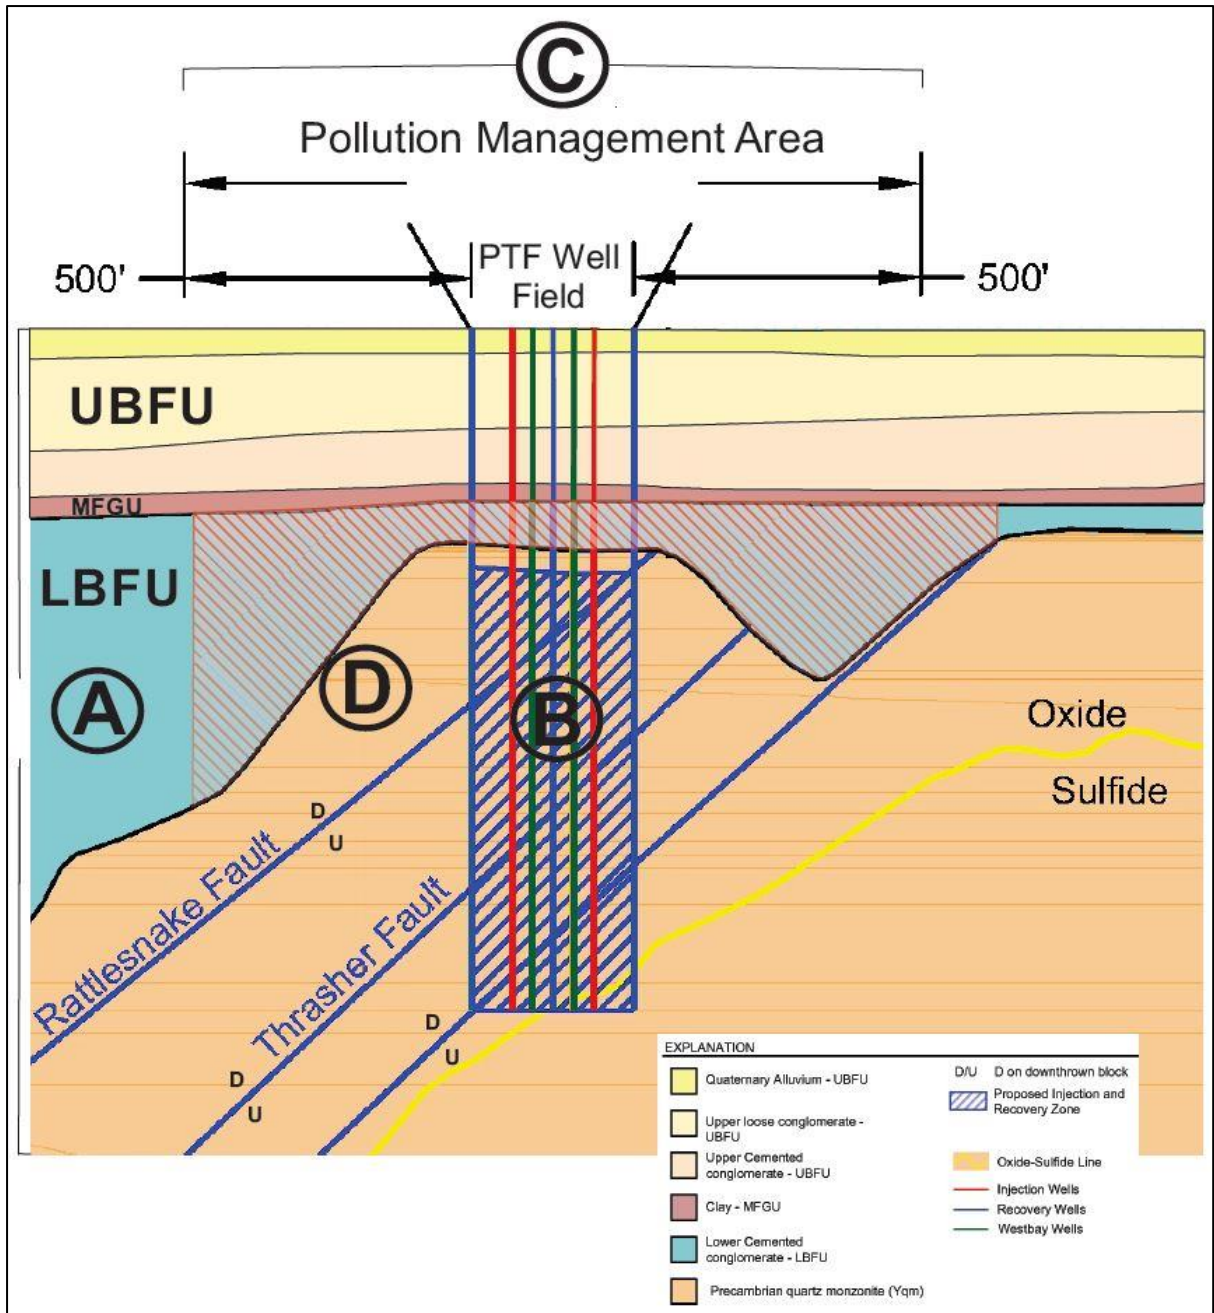 C
Pollution Management Area
500'
PTF Well
Field
500'
UBFU
MFGU
LBFU
A
D
B
Oxide
Sulfide
D
U
Rattlesnake Fault
Thrasher Fault
D
U
D
U
EXPLANATION
Quaternary Alluvium - UBFU
Upper loose conglomerate -
UBFU
Upper Cemented
conglomerate - UBFU
Clay - MFGU
Lower Cemented
conglomerate - LBFU
Precambrian quartz monzonite (Yqm)
D/U D on downthrown block
Proposed Injection and
Recovery Zone
Oxide-Sulfide Line
Injection Wells
Recovery Wells
Westbay Wells